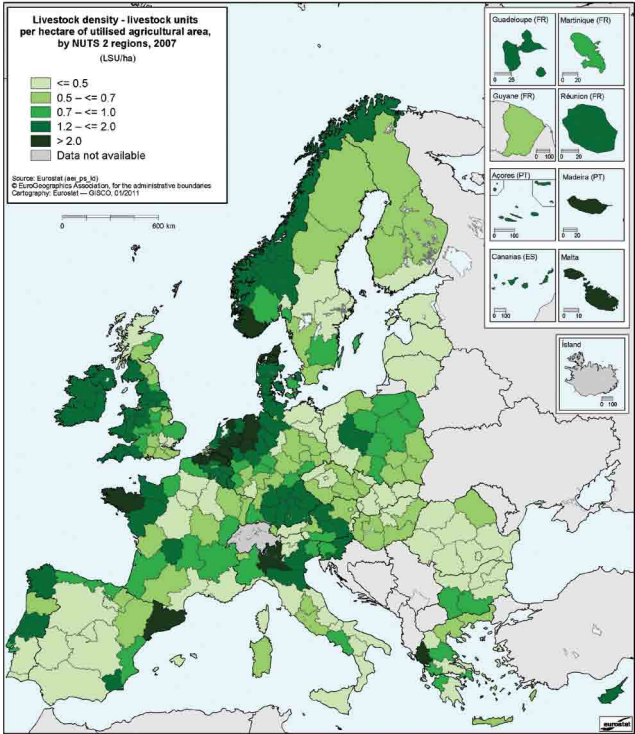 Livestock density - livestock units
per hectare of utilised agricultural area,
by NUTS 2 regions, 2007
(LSU/ha)
<= 0.5
0.5 – <= 0.7
0.7 – <= 1.0
1.2 – <= 2.0
> 2.0
Data not available
Source: Eurostat (aei_ps_ld)
© EuroGeographics Association, for the administrative boundaries
Cartography: Eurostat — GISCO, 01/2011
0 600 km
Guadeloupe (FR)
0 25
Martinique (FR)
0 20
Guyane (FR)
0 100
Réunion (FR)
0 20
Açores (PT)
0 100
Madeira (PT)
0 20
Canarias (ES)
0 100
Malta
0 10
Ísland
0 100
eurostat